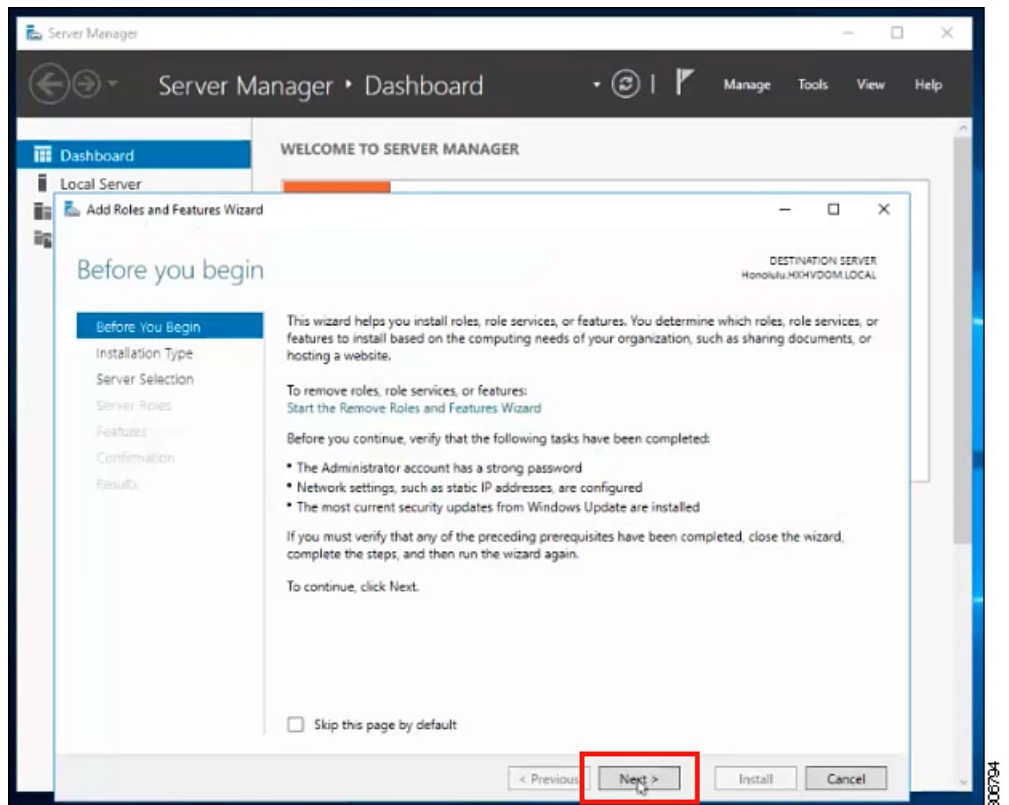 Server Manager
Server Manager • Dashboard
Manage Tools View Help
Dashboard
WELCOME TO SERVER MANAGER
Local Server
Add Roles and Features Wizard
Before you begin
DESTINATION SERVER
Honolulu.HXHVDOM.LOCAL
Before You Begin
Installation Type
Server Selection
Server Roles
Features
Confirmation
Results
This wizard helps you install roles, role services, or features. You determine which roles, role services, or
features to install based on the computing needs of your organization, such as sharing documents, or
hosting a website.
To remove roles, role services, or features:
Start the Remove Roles and Features Wizard
Before you continue, verify that the following tasks have been completed:
• The Administrator account has a strong password
• Network settings, such as static IP addresses, are configured
• The most current security updates from Windows Update are installed
If you must verify that any of the preceding prerequisites have been completed, close the wizard,
complete the steps, and then run the wizard again.
To continue, click Next.
Skip this page by default
< Previous Next > Install Cancel
306794